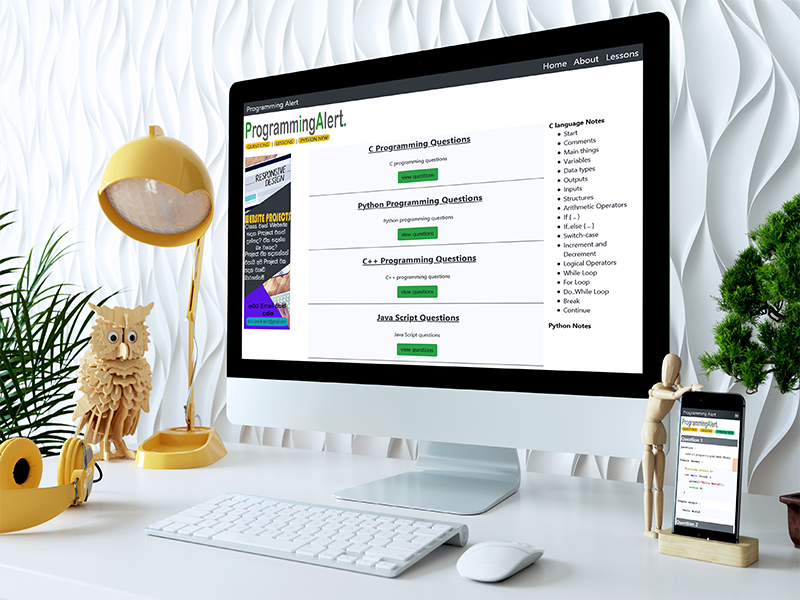 Programming Alert
Home About Lessons
ProgrammingAlert.
QUESTIONS | LESSONS | PYTHON NEW
RESPONSIVE
DESIGN
WEBSITE PROJECTS
Website
Project
C Programming Questions
C programming questions
view questions
Python Programming Questions
Python programming questions
view questions
C++ Programming Questions
C++ programming questions
view questions
Java Script Questions
Java Script questions
view questions
C language Notes
Start
Comments
Main things
Variables
Data types
Outputs
Inputs
Structures
Arithmetic Operators
If { .. }
If..else { ... }
Switch-case
Increment and
Decrement
Logical Operators
While Loop
For Loop
Do..While Loop
Break
Continue
Python Notes
Programming Alert
ProgrammingAlert.
Question 1
Question 2